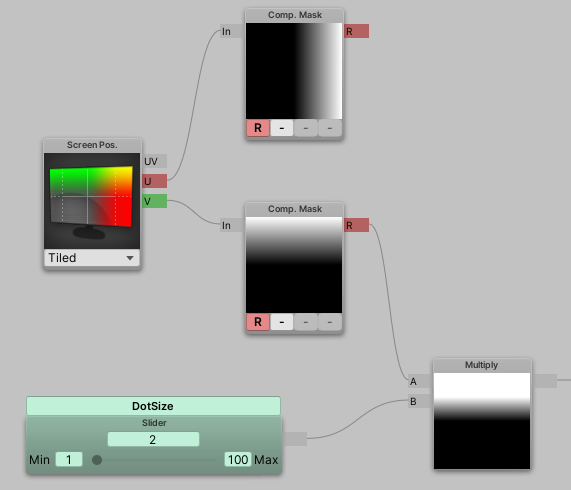 Comp. Mask
In
R
R - - -
Screen Pos.
UV
U
V
Tiled
Comp. Mask
In
R
R - - -
Multiply
A
B
DotSize
Slider
2
Min 1 100 Max